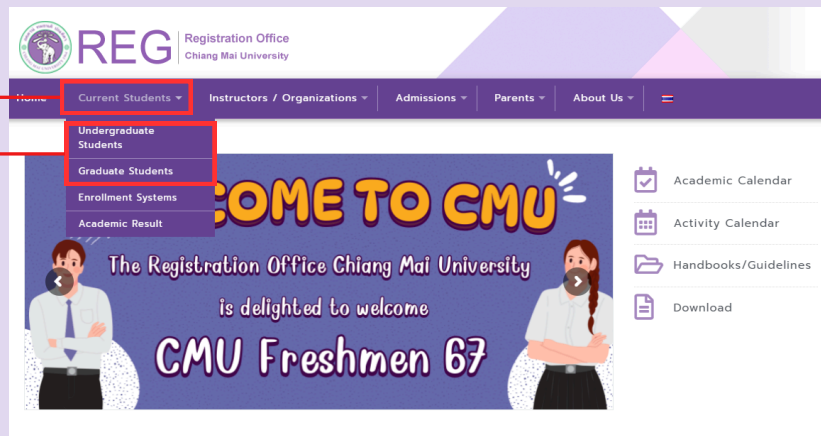 REG
Registration Office
Chiang Mai University
Home
Current Students
Instructors / Organizations
Admissions
Parents
About Us
Undergraduate
Students
Graduate Students
Enrollment Systems
Academic Result
COME TO CMU
The Registration Office Chiang Mai University
is delighted to welcome
CMU Freshmen 67
Academic Calendar
Activity Calendar
Handbooks/Guidelines
Download